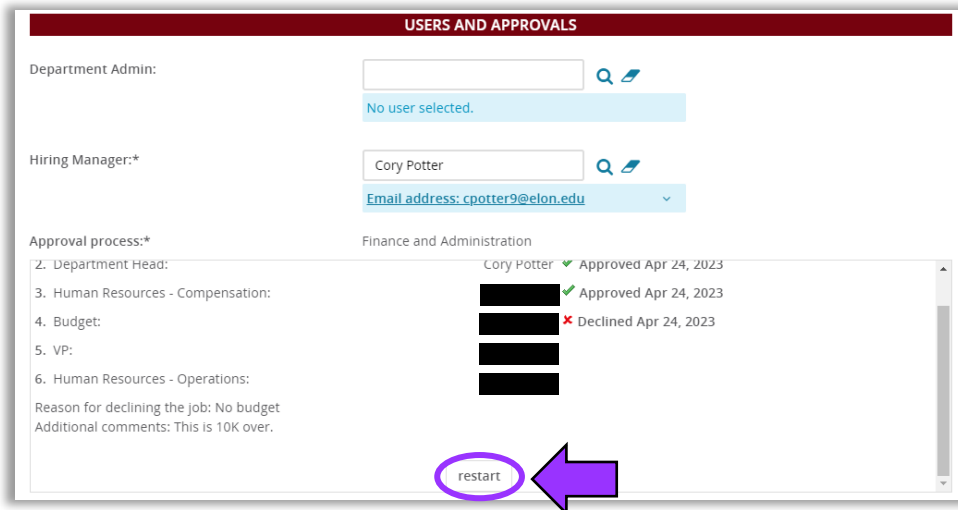 USERS AND APPROVALS
Department Admin:
No user selected.
Hiring Manager:*
Cory Potter
Email address: cpotter9@elon.edu
Approval process:*
Finance and Administration
2. Department Head: Cory Potter Approved Apr 24, 2023
3. Human Resources - Compensation: Approved Apr 24, 2023
4. Budget: Declined Apr 24, 2023
5. VP:
6. Human Resources - Operations:
Reason for declining the job: No budget
Additional comments: This is 10K over.
restart